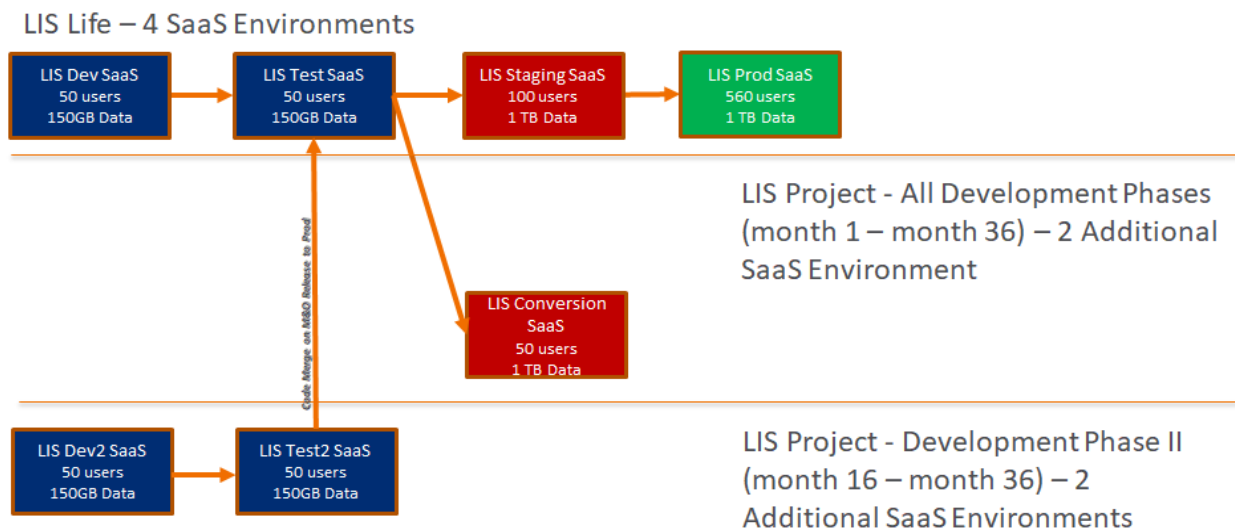 LIS Life – 4 SaaS Environments
LIS Dev SaaS
50 users
150GB Data
LIS Test SaaS
50 users
150GB Data
LIS Staging SaaS
100 users
1 TB Data
LIS Prod SaaS
560 users
1 TB Data
LIS Project - All Development Phases
(month 1 – month 36) – 2 Additional
SaaS Environment
Code Merge on M&O Release to Prod
LIS Conversion
SaaS
50 users
1 TB Data
LIS Dev2 SaaS
50 users
150GB Data
LIS Test2 SaaS
50 users
150GB Data
LIS Project - Development Phase II
(month 16 – month 36) – 2
Additional SaaS Environments